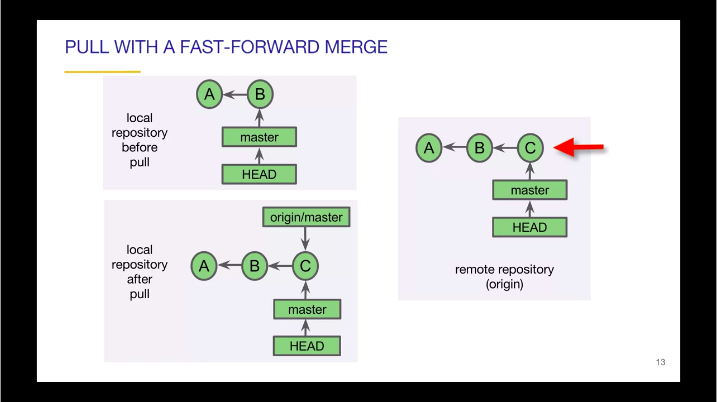 PULL WITH A FAST-FORWARD MERGE
local
repository
before
pull
A
B
master
HEAD
local
repository
after
pull
origin/master
A
B
C
master
HEAD
A
B
C
master
HEAD
remote repository
(origin)
13